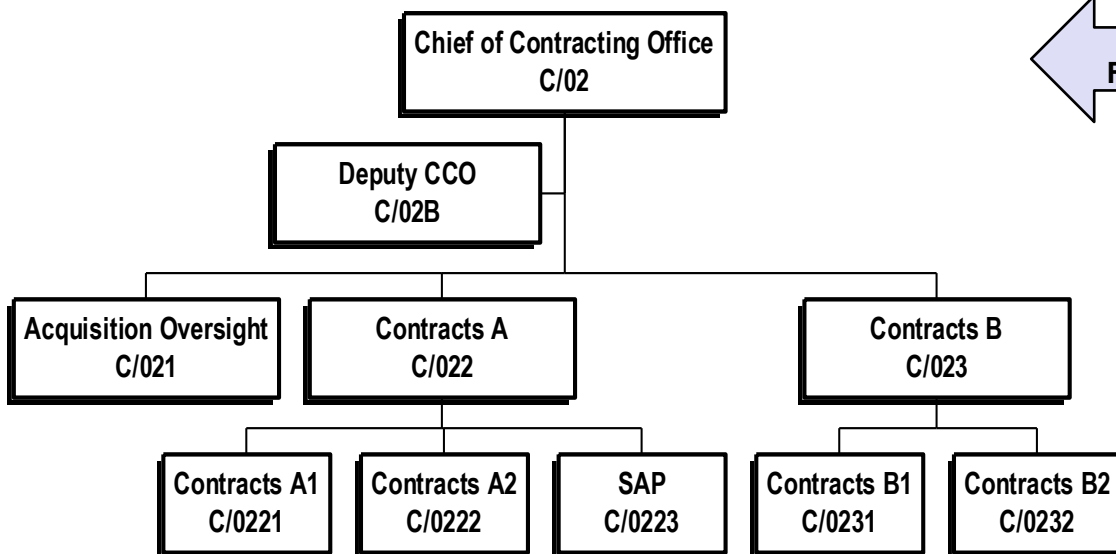 Chief of Contracting Office
C/02
Deputy CCO
C/02B
Acquisition Oversight
C/021
Contracts A
C/022
Contracts B
C/023
Contracts A1
C/0221
Contracts A2
C/0222
SAP
C/0223
Contracts B1
C/0231
Contracts B2
C/0232